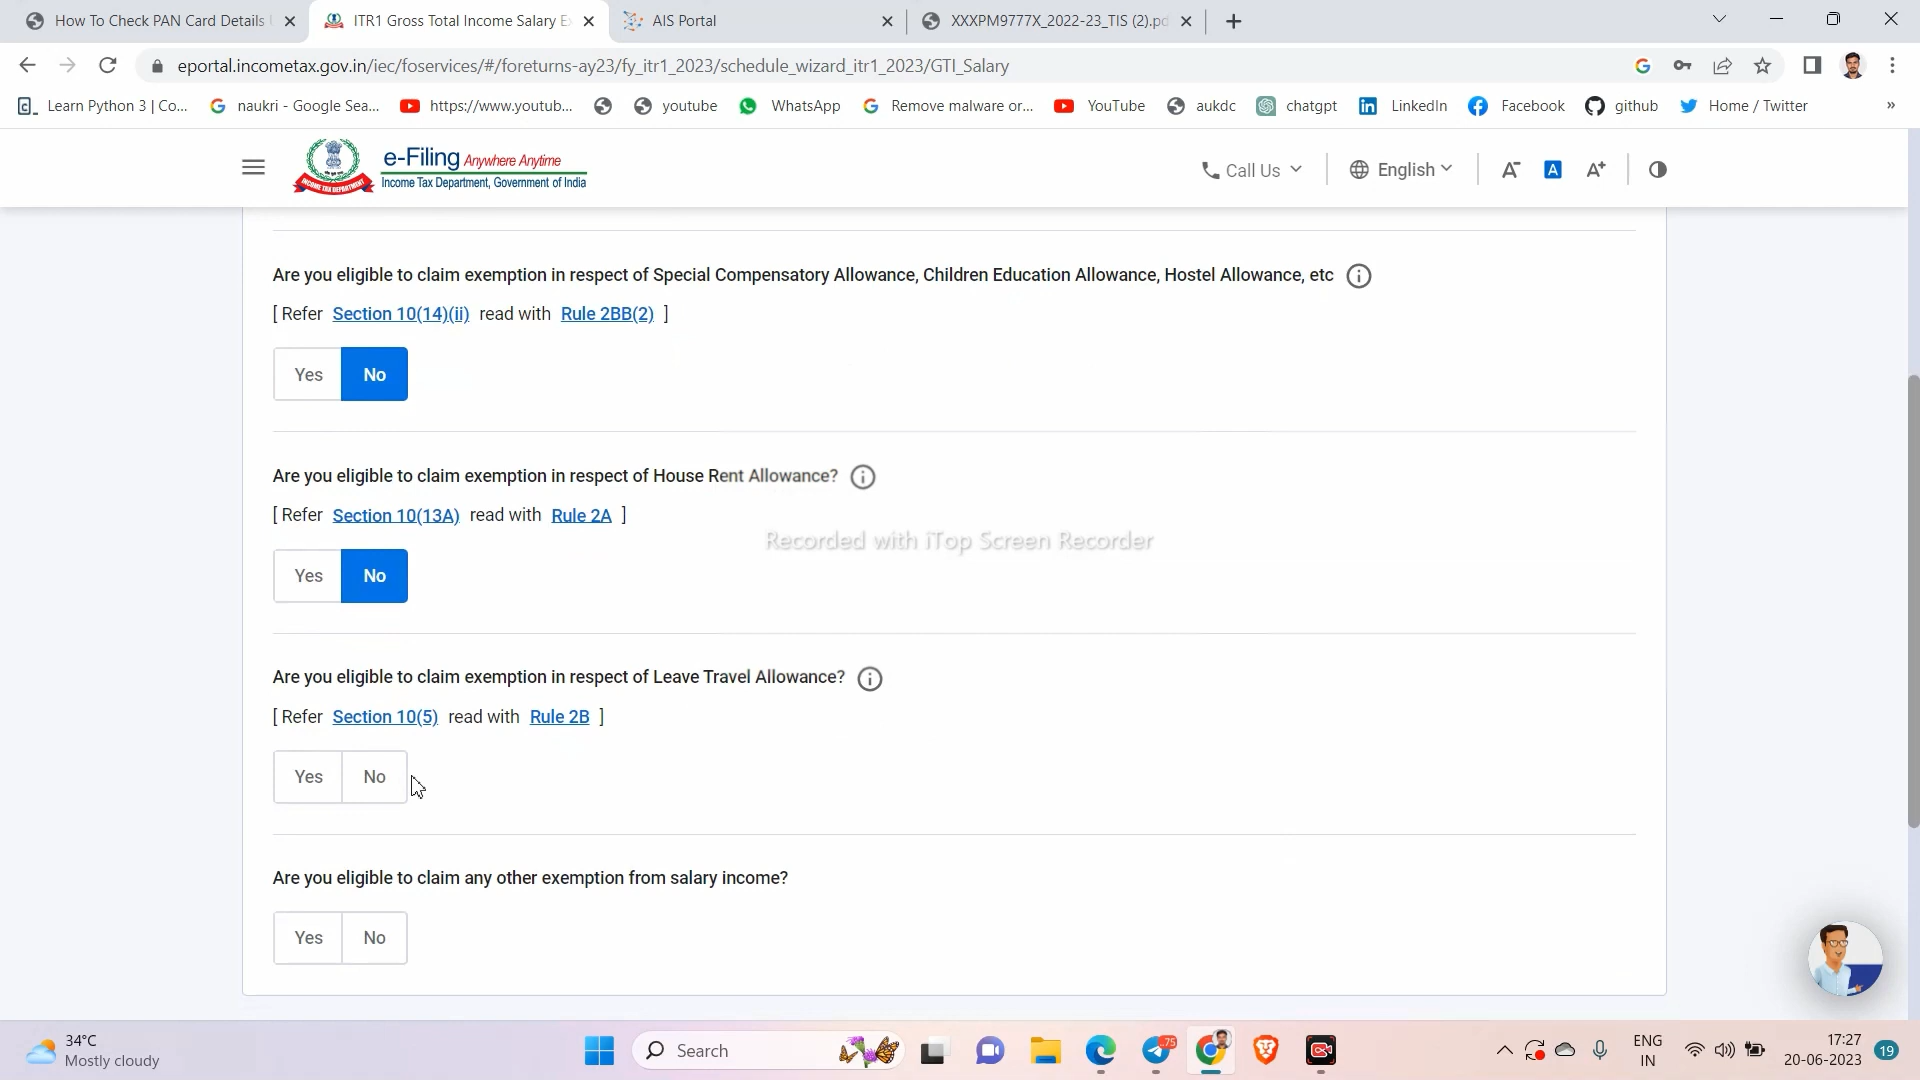 How To Check PAN Card Details
ITR1 Gross Total Income Salary E
AIS Portal
XXXPM9777X_2022-23_TIS (2).pd
eportal.incometax.gov.in/iec/foservices/#/foreturns-ay23/fy_itr1_2023/schedule_wizard_itr1_2023/GTI_Salary
Learn Python 3 | Co...
naukri - Google Sea...
https://www.youtub...
youtube
WhatsApp
Remove malware or...
YouTube
aukdc
chatgpt
LinkedIn
Facebook
github
Home / Twitter
»
e-Filing Anywhere Anytime
Income Tax Department, Government of India
INCOME TAX DEPARTMENT
Call Us
English
A-
A
A+
Are you eligible to claim exemption in respect of Special Compensatory Allowance, Children Education Allowance, Hostel Allowance, etc
[ Refer Section 10(14)(ii) read with Rule 2BB(2) ]
Yes No
Are you eligible to claim exemption in respect of House Rent Allowance?
[ Refer Section 10(13A) read with Rule 2A ]
Recorded with iTop Screen Recorder
Yes No
Are you eligible to claim exemption in respect of Leave Travel Allowance?
[ Refer Section 10(5) read with Rule 2B ]
Yes No
Are you eligible to claim any other exemption from salary income?
Yes No
34°C
Mostly cloudy
Search
75
ENG
IN
17:27
20-06-2023
19